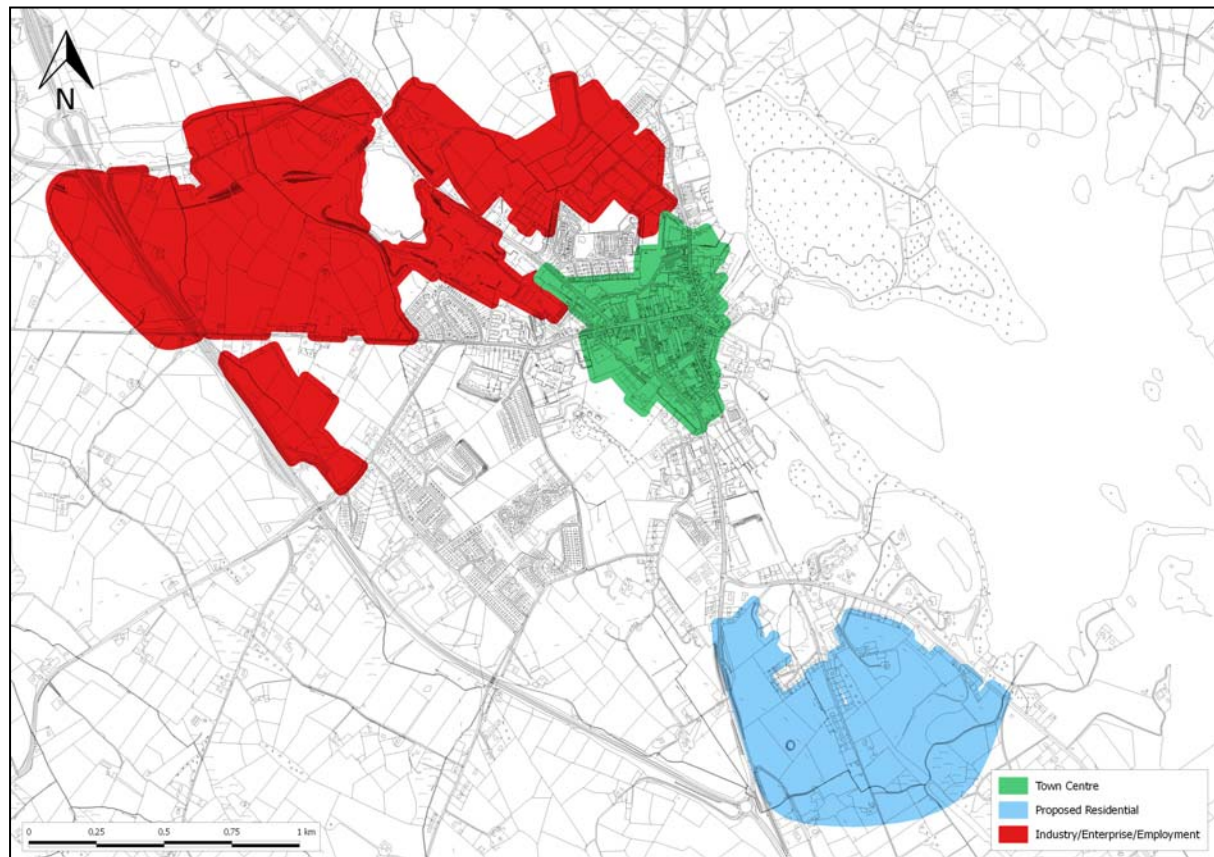 N
Town Centre
Proposed Residential
Industry/Enterprise/Employment
0 0,25 0,5 0,75 1 km